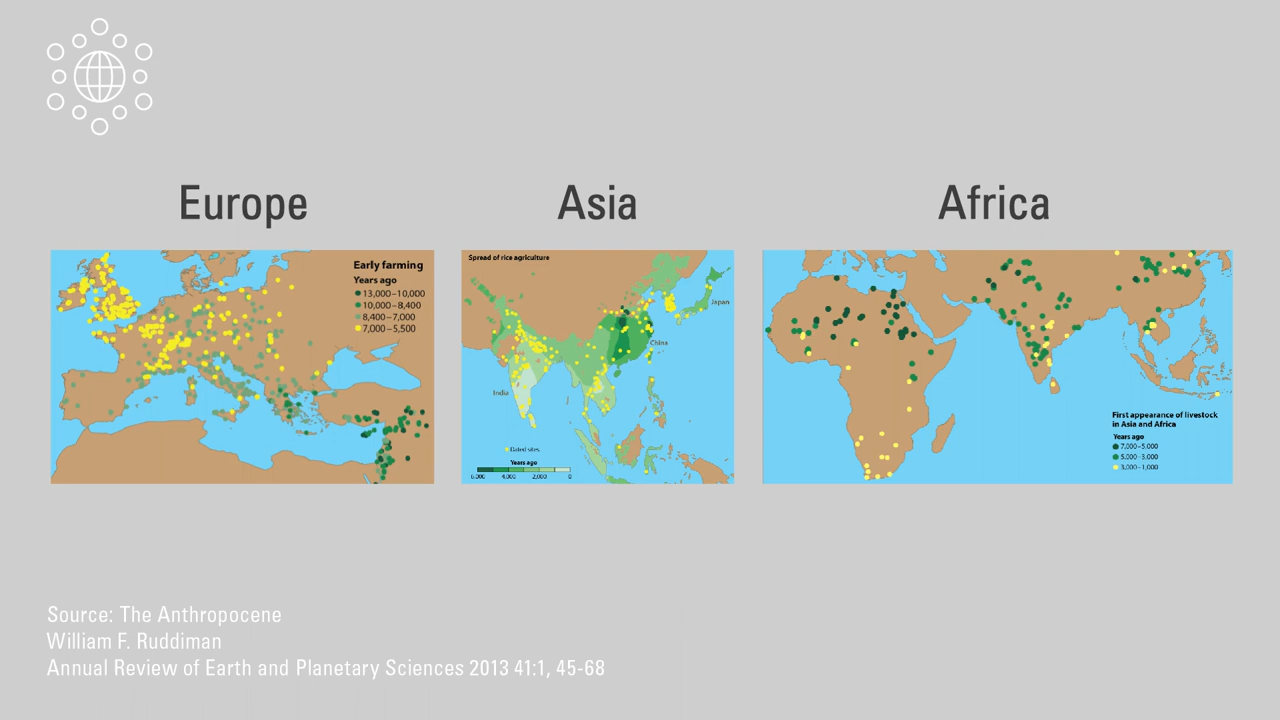 Europe
Asia
Africa
Early farming
Years ago
13,000–10,000
10,000–8,400
8,400–7,000
7,000–5,500
Spread of rice agriculture
Japan
China
India
Dated sites
Years ago
6,000 4,000 2,000 0
First appearance of livestock
in Asia and Africa
Years ago
7,000–5,000
5,000–3,000
3,000–1,000
Source: The Anthropocene
William F. Ruddiman
Annual Review of Earth and Planetary Sciences 2013 41:1, 45-68